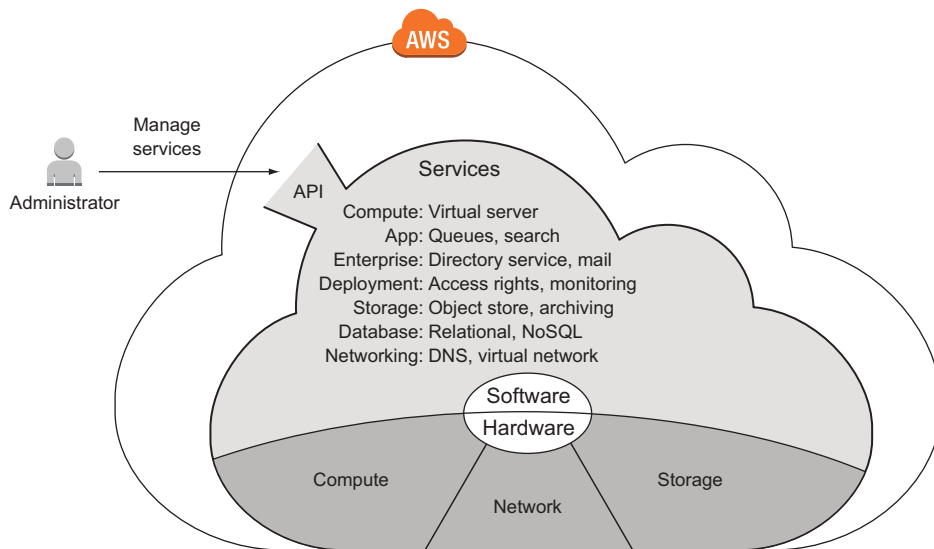 AWS
Manage
services
Administrator
API
Services
Compute: Virtual server
App: Queues, search
Enterprise: Directory service, mail
Deployment: Access rights, monitoring
Storage: Object store, archiving
Database: Relational, NoSQL
Networking: DNS, virtual network
Software
Hardware
Compute
Network
Storage